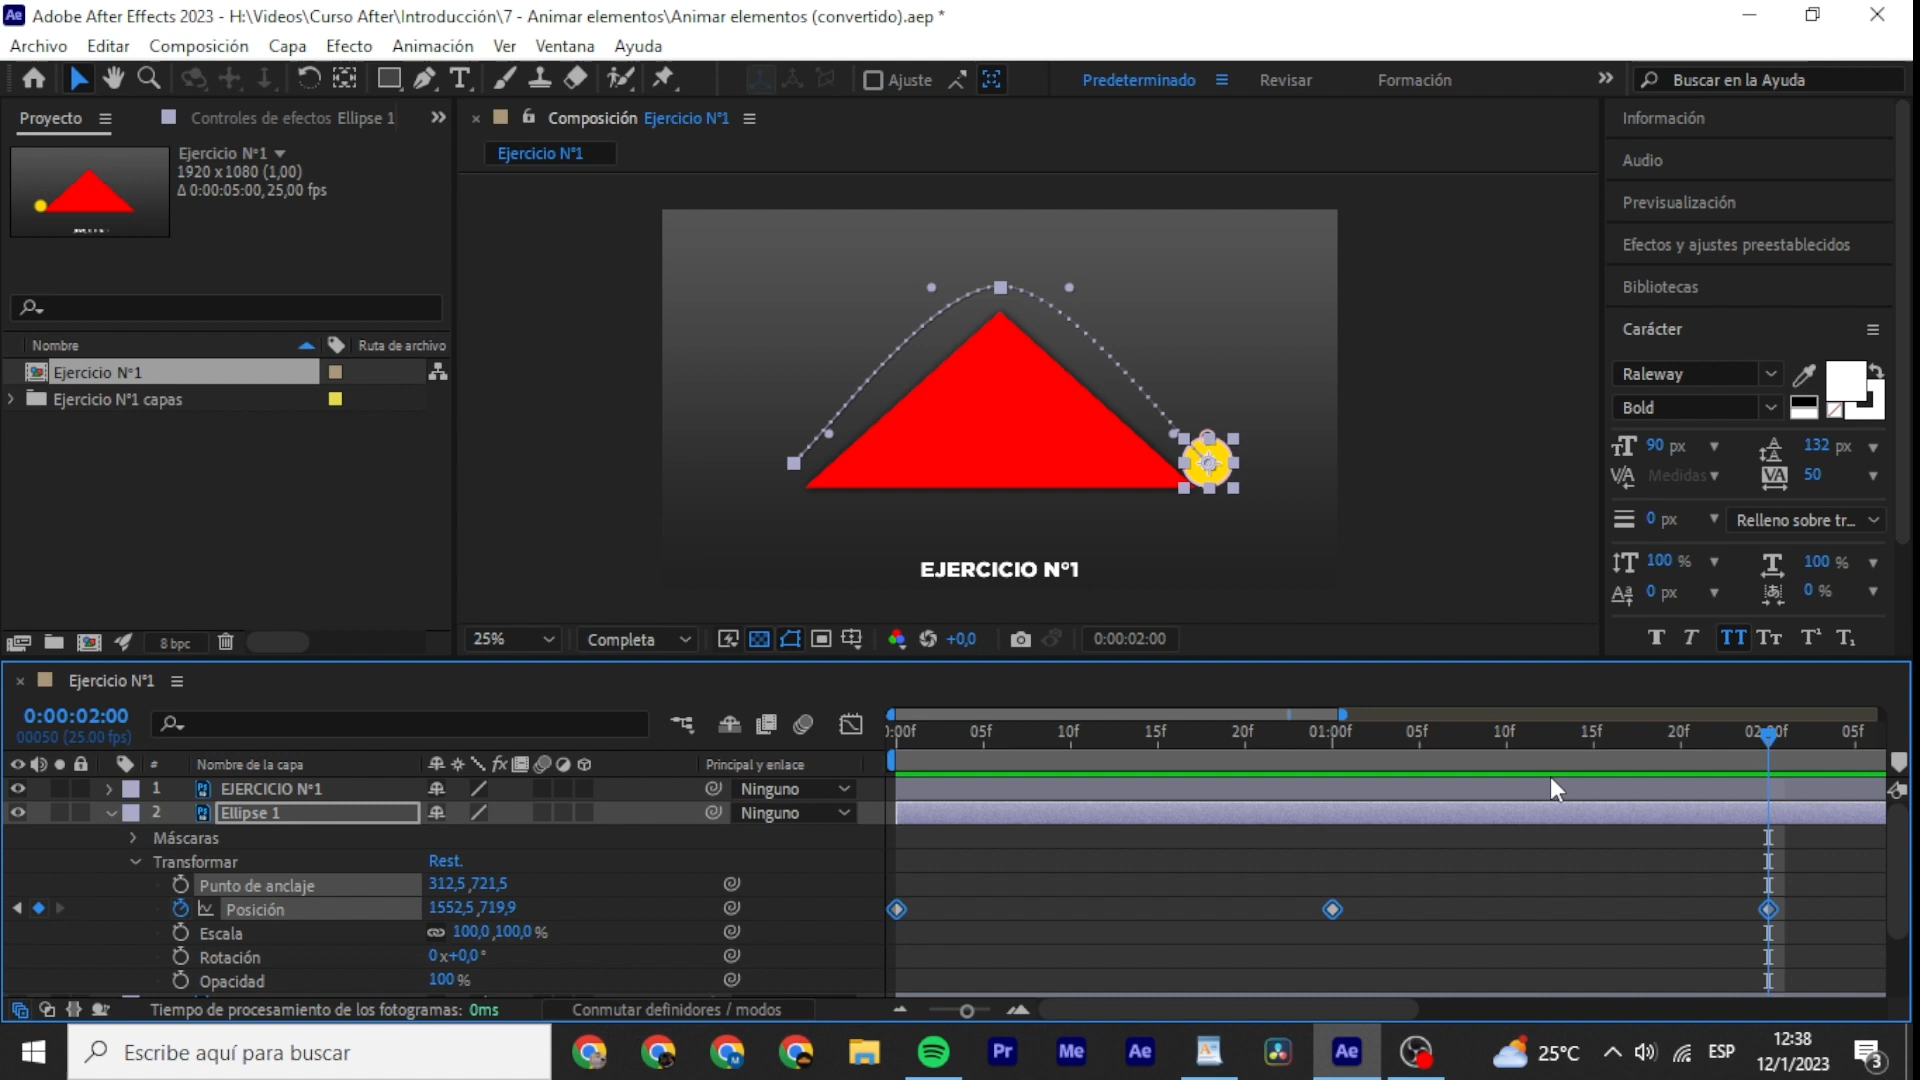 Adobe After Effects 2023 - H:\Videos\Curso After\Introducción\7 - Animar elementos\Animar elementos (convertido).aep *
Archivo Editar Composición Capa Efecto Animación Ver Ventana Ayuda
Ajuste Predeterminado Revisar Formación Buscar en la Ayuda
Proyecto Controles de efectos Ellipse 1
Composición Ejercicio N°1
Información
Ejercicio N°1
1920 x 1080 (1,00)
Δ 0:00:05:00, 25,00 fps
Ejercicio N°1
Audio
Previsualización
Efectos y ajustes preestablecidos
Bibliotecas
Carácter
Nombre Ruta de archivo
Ejercicio N°1
Ejercicio N°1 capas
Raleway
Bold
90 px 132 px
Medidas 50
0 px Relleno sobre tr...
100 % 100 %
0 px 0 %
EJERCICIO Nº1
8 bpc
25% Completa +0,0 0:00:02:00
Ejercicio N°1
0:00:02:00
00050 (25.00 fps)
:00f 05f 10f 15f 20f 01:00f 05f 10f 15f 20f 02:00f 05f
# Nombre de la capa fx Principal y enlace
1 Ps EJERCICIO N°1 Ninguno
2 Ps Ellipse 1 Ninguno
Máscaras
Transformar Rest.
Punto de anclaje 312,5 ,721,5
Posición 1552,5 ,719,9
Escala 100,0 ,100,0 %
Rotación 0 x+0,0 °
Opacidad 100 %
Tiempo de procesamiento de los fotogramas: 0ms Conmutar definidores / modos
Escribe aquí para buscar
Pr Me Ae Ae
25°C ESP
12:38
12/1/2023
3